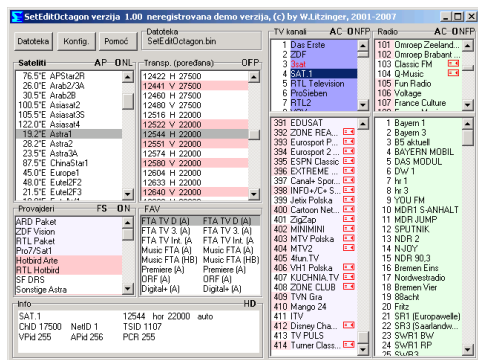 SetEditOctagon verzija 1.00 neregistrovana demo verzija, (c) by W.Litzinger, 2001-2007
Datoteka
Konfig.
Pomoć
Datoteka
SetEditOctagon.bin
Sateliti AP ONL
76.5°E APStar2R
26.0°E Arab2/3A
30.5°E Arab2B
100.5°E Asiasat2
105.5°E Asiasat3
122.0°E Asiasat4
19.2°E Astra1
28.2°E Astra2
23.5°E Astra3A
87.5°E ChinaStar1
45.0°E Europe1
48.0°E Eutel2F2
21.5°E Eutel2F3
Transp. (poređana) OFP
12422 H 27500
12441 V 27500
12460 H 27500
12480 V 27500
12516 H 22000
12522 V 22000
12544 H 22000
12551 V 22000
12574 H 22000
12580 V 22000
12604 H 22000
12633 H 22000
12640 V 22000
Provajderi FS ON
ARD Paket
ZDF Vision
RTL Paket
Pro7/Sat1
Hotbird Arte
RTL Hotbird
SF DRS
Sonstige Astra
FAV
FTA TV D (A) FTA TV D (A)
FTA TV 3. (A) FTA TV 3. (A)
FTA TV Int. (A FTA TV Int. (A
Music FTA (A) Music FTA (A)
Music FTA (HB) Music FTA (HB)
Premiere (A) Premiere (A)
ORF (A) ORF (A)
Digital+ (A) Digital+ (A)
Info HD
SAT.1 12544 hor 22000 auto
ChID 17500 NetID 1 TSID 1107
VPid 255 APid 256 PCR 255
TV kanali AC ONFP
1 Das Erste
2 ZDF
3 3sat
4 SAT.1
5 RTL Television
6 ProSieben
7 RTL2
391 EDUSAT
392 ZONE REA...
393 Eurosport P...
394 Eurosport 2 ...
395 ESPN Classic
396 EXTREME ...
397 Canal+ Spor...
398 INFO+/C+ S...
399 Jetix Polska
400 Cartoon Net...
401 ZigZap
402 MINIMINI
403 MTV Polska
404 MTV2
405 4fun.TV
406 VH1 Polska
407 KUCHNIA.TV
408 ZONE CLUB
409 TVN Gra
410 Mango
411 ITV
412 Disney Cha...
413 TV PULS
414 Turner Class...
Radio AC ONFP
101 Omroep Zeeland...
102 Omroep Brabant ...
103 Classic FM
104 Q-Music
105 Fun Radio
106 Voltage
107 France Culture
1 Bayern 1
2 Bayern 3
3 B5 aktuell
4 BAYERN MOBIL
5 DAS MODUL
6 DW 1
7 hr 1
8 hr 3
9 YOU FM
10 MDR1 S-ANHALT
11 MDR JUMP
12 SPUTNIK
13 NDR 2
14 N-JOY
15 NDR 90,3
16 Bremen Eins
17 Nordwestradio
18 Bremen Vier
19 88acht
20 Fritz
21 SR1 (Europawelle)
22 SR3 (Saarlandw...
23 SWR1 BW
24 SWR1 RP
25 SWR3